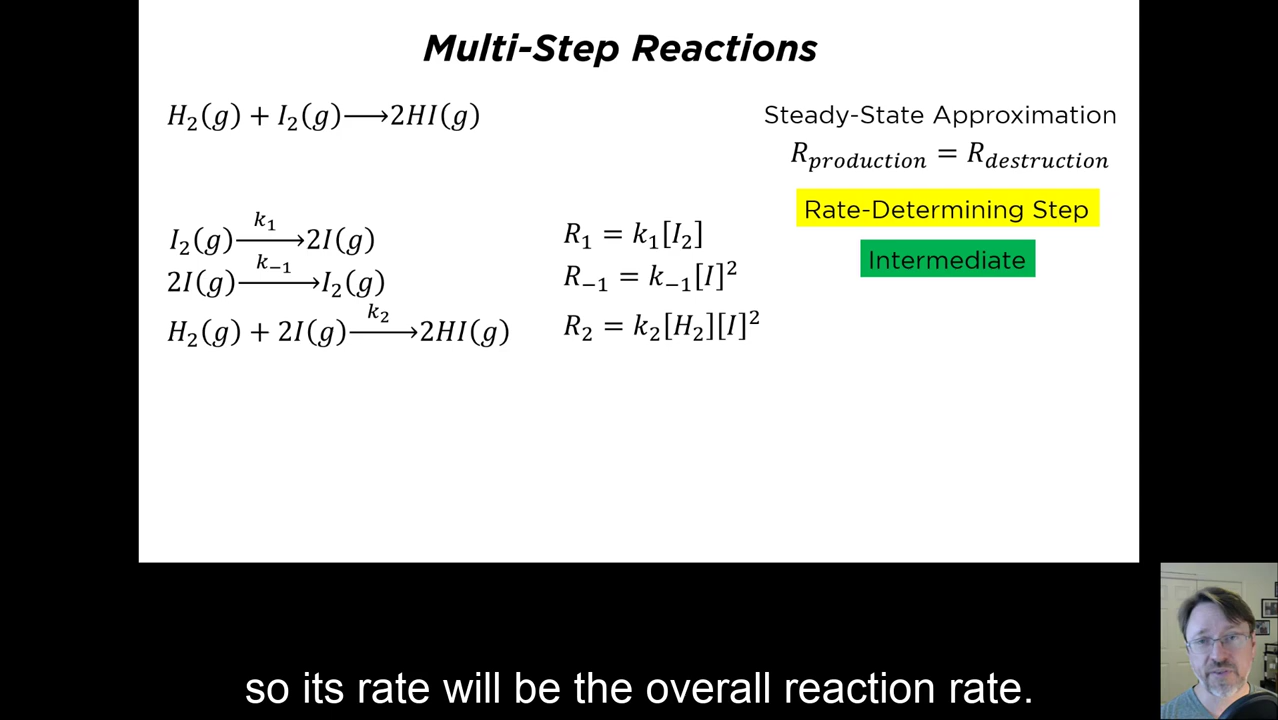 Multi-Step Reactions
H₂(g) + I₂(g)⟶2HI(g)
Steady-State Approximation
R_production = R_destruction
Rate-Determining Step
Intermediate
I₂(g) —k₁→ 2I(g)
R₁ = k₁[I₂]
2I(g) —k₋₁→ I₂(g)
R₋₁ = k₋₁[I]²
H₂(g) + 2I(g) —k₂→ 2HI(g)
R₂ = k₂[H₂][I]²
so its rate will be the overall reaction rate.